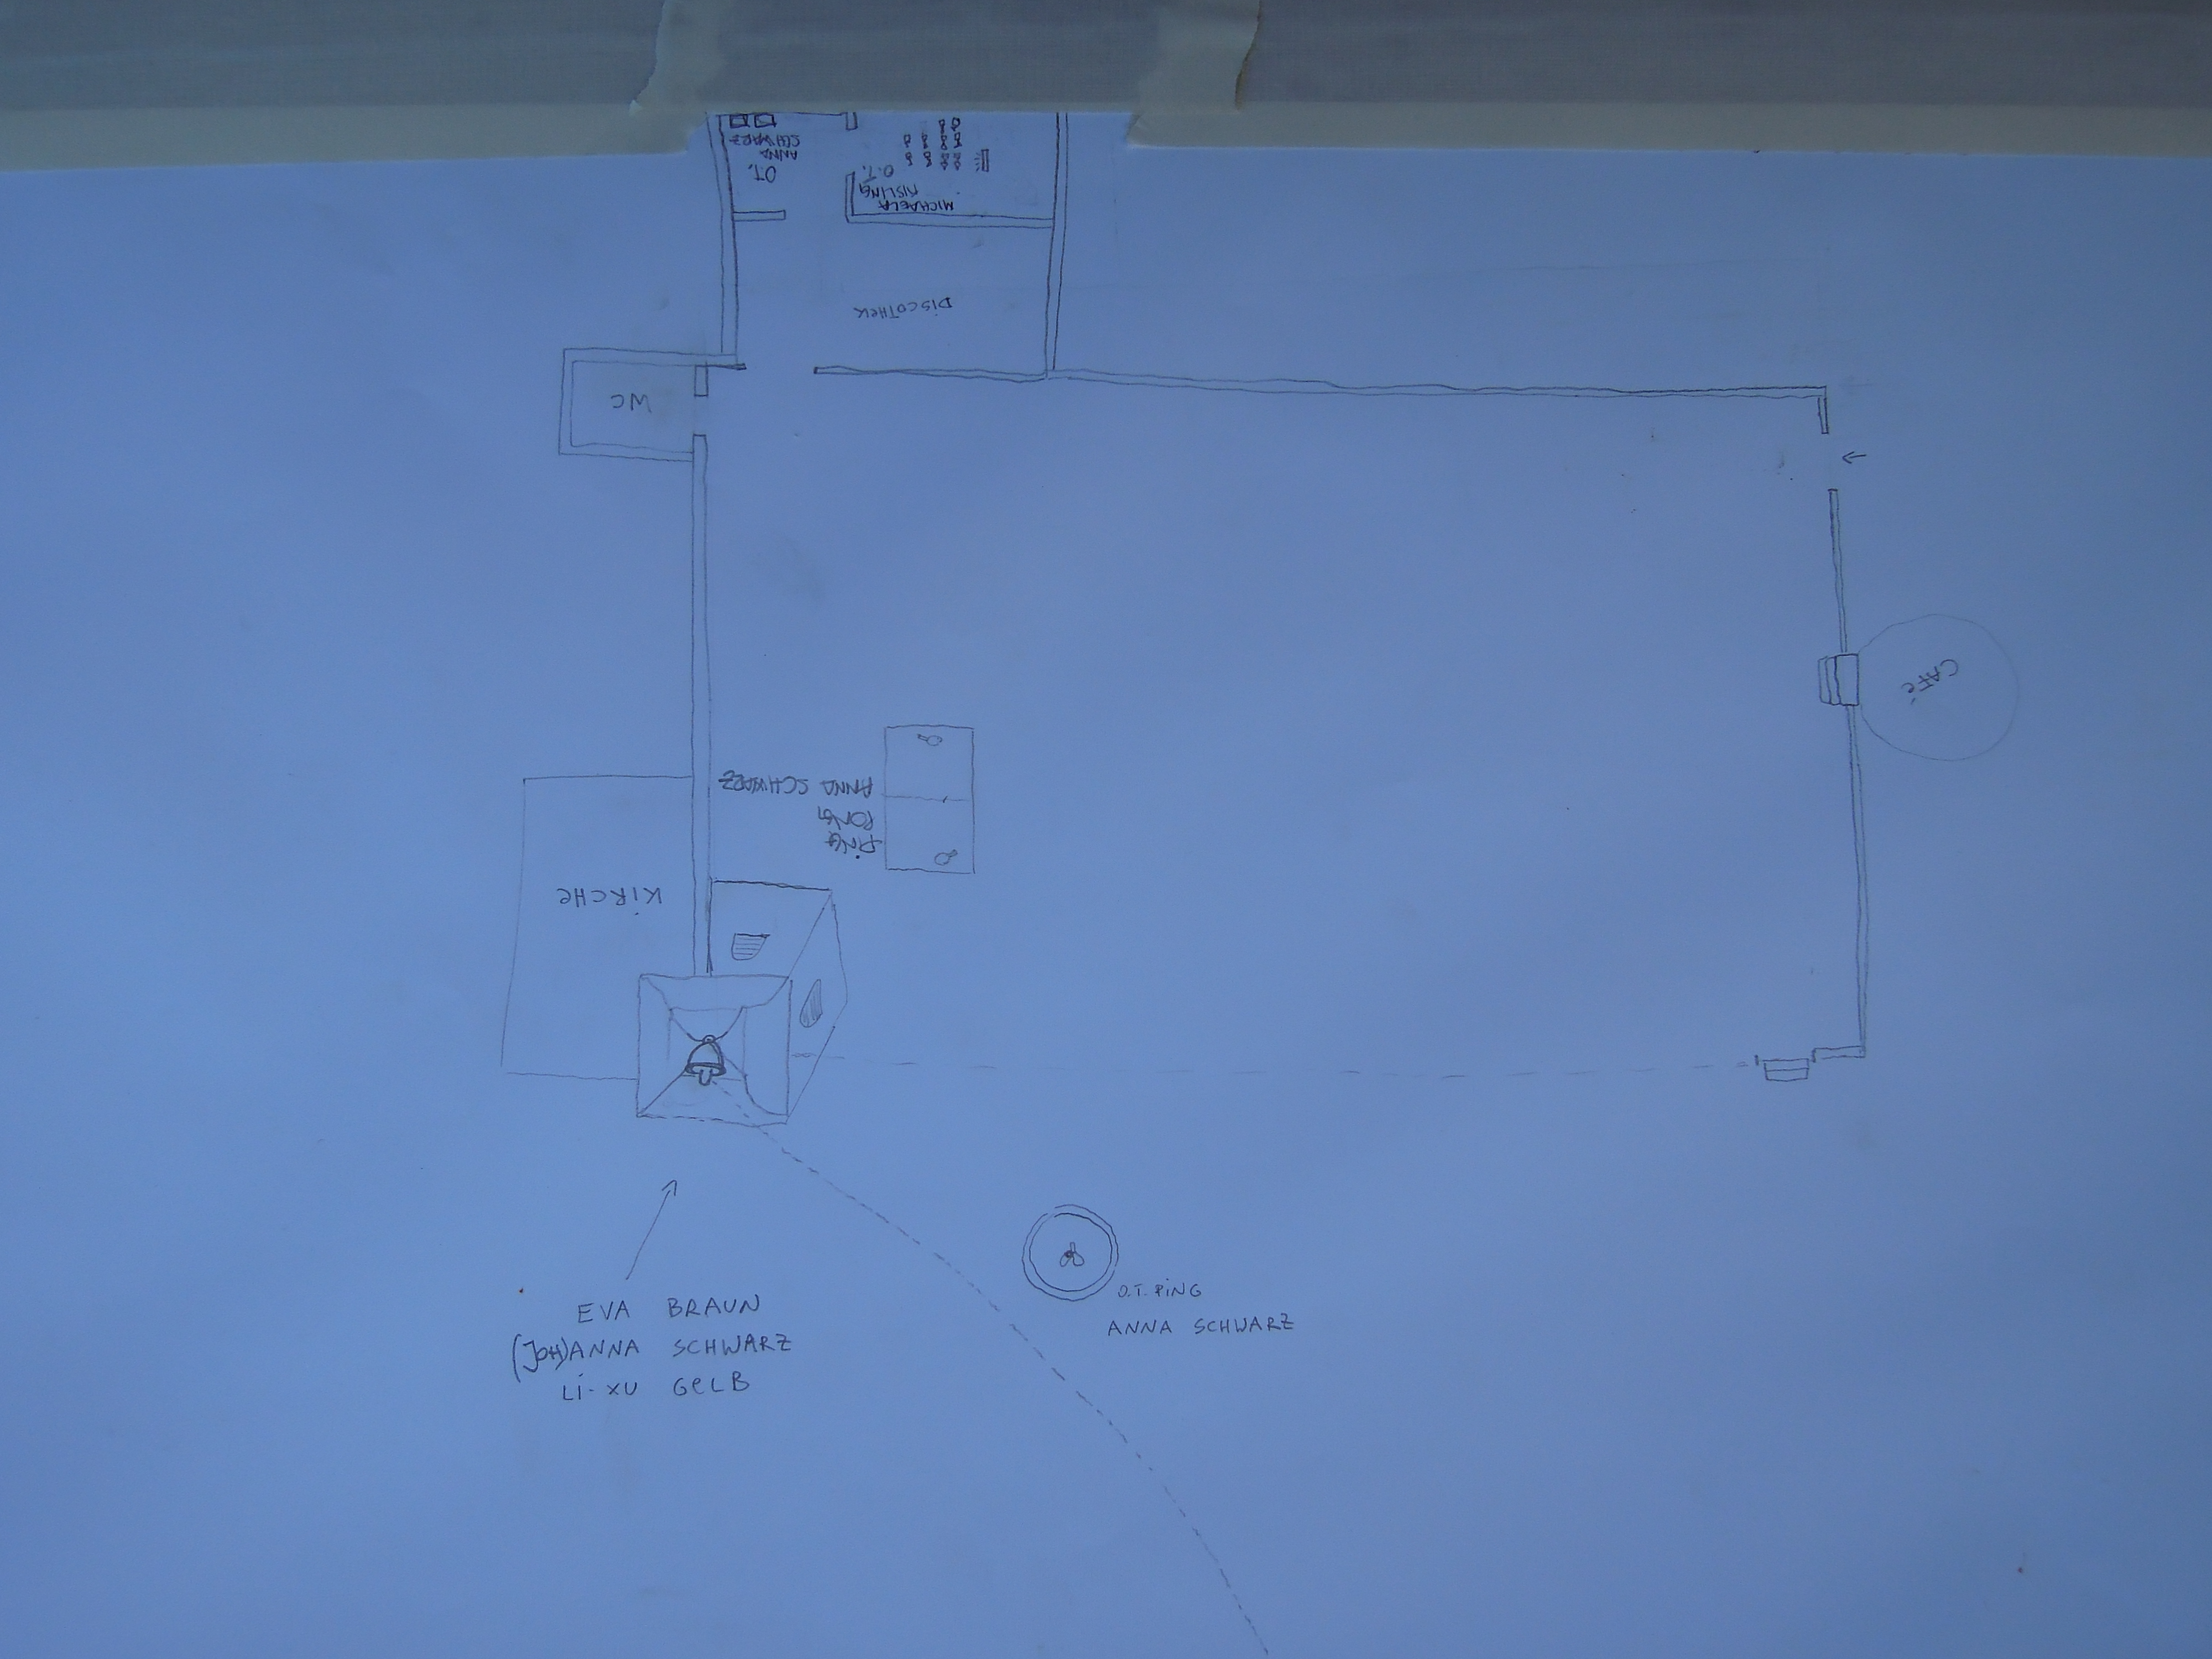 ANNA
SCHWARZ
O.T.
MICHAELA
NISLING
O.T.
DiSCOTHeK
WC
CAFé
PiNG
PONG
ANNA SCHWARZ
KiRCHe
O.T. PiNG
ANNA SCHWARZ
EVA BRAUN
(JOH)ANNA SCHWARZ
Li-XU GeLB